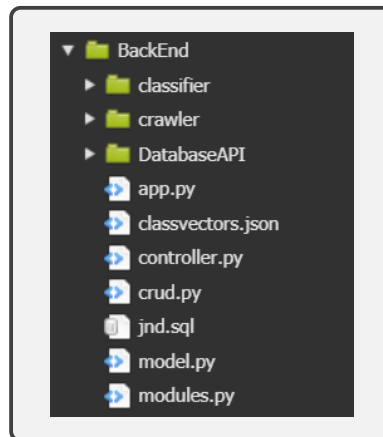 BackEnd
classifier
crawler
DatabaseAPI
app.py
classvectors.json
controller.py
crud.py
jnd.sql
model.py
modules.py